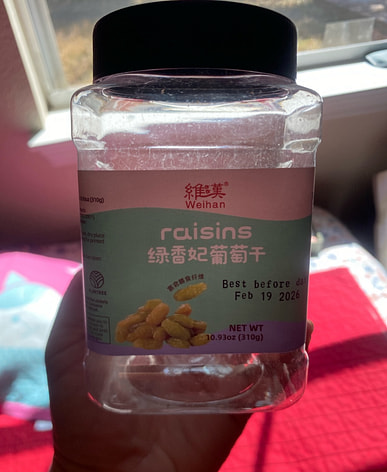 維漢®
Weihan
raisins
绿香妃葡萄干
Best before da
Feb 19 2026
NET WT
10.93oz (310g)